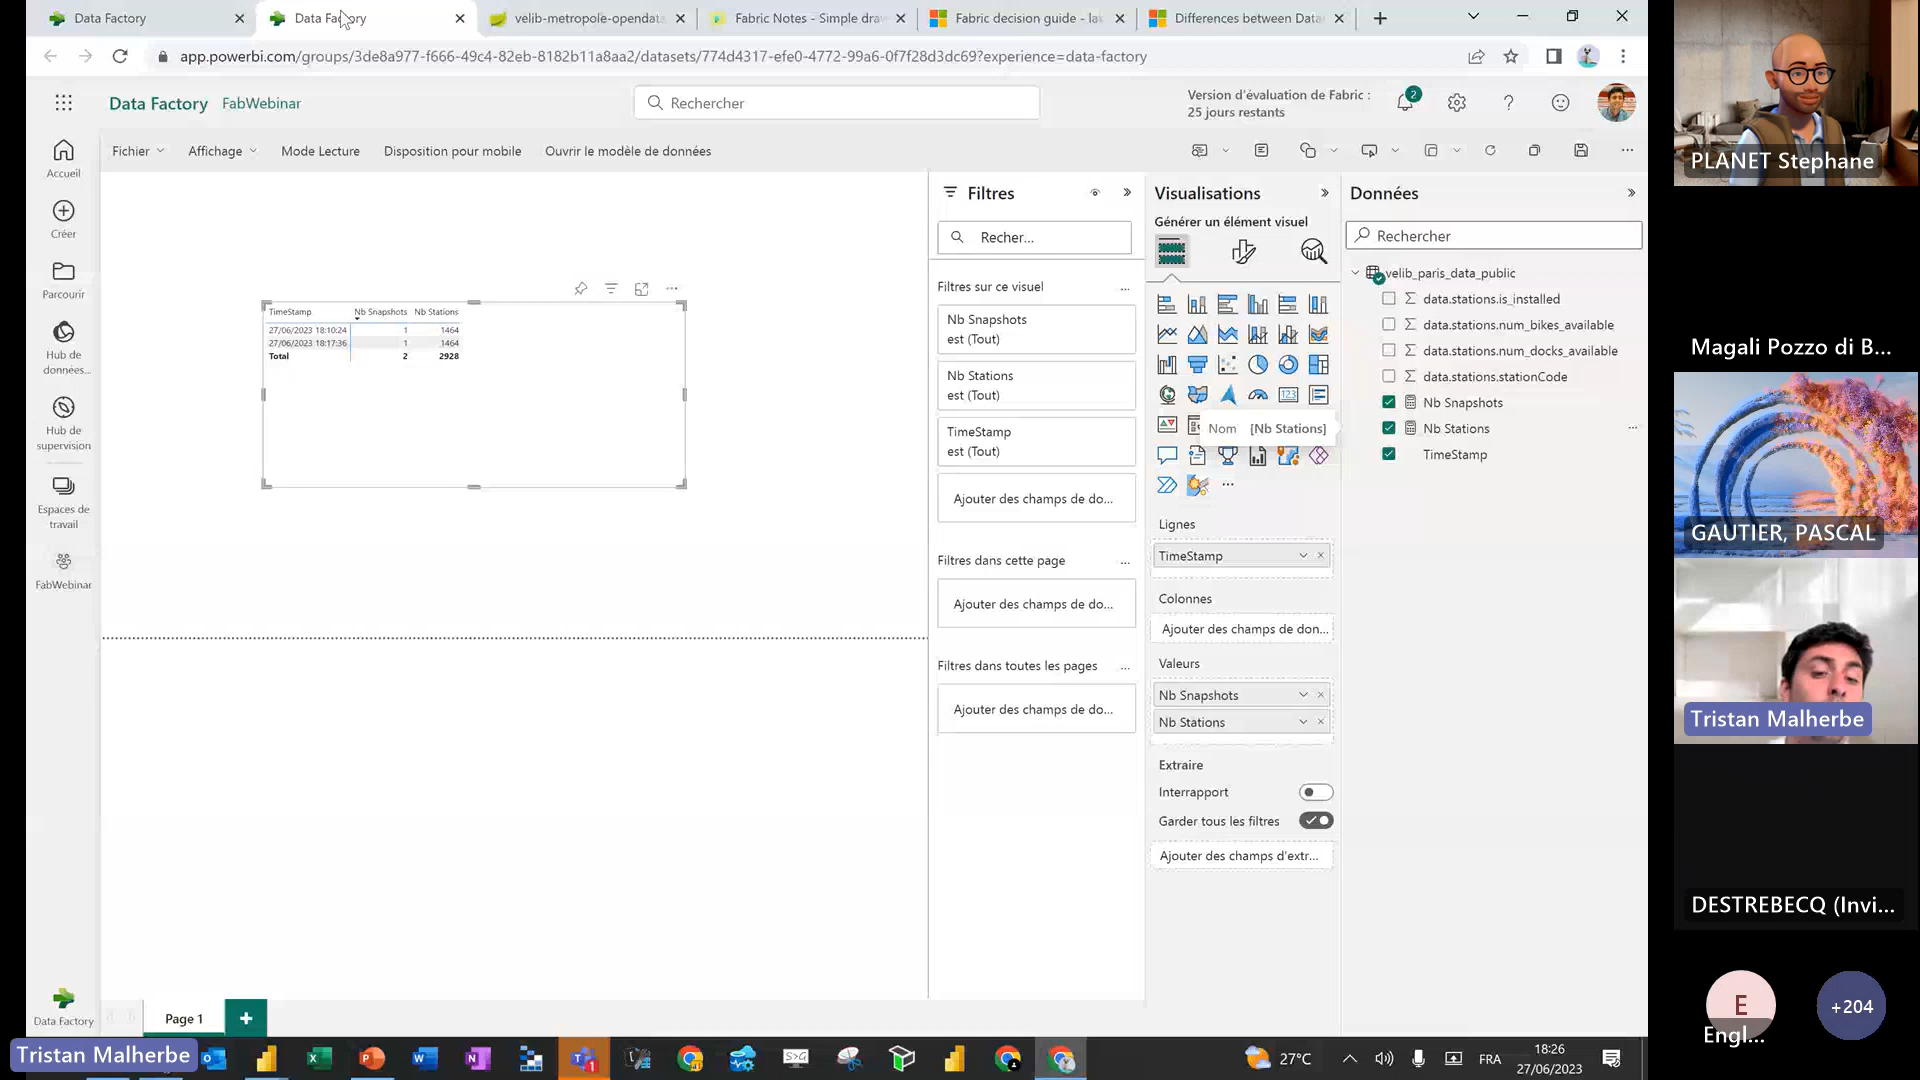 Data Factory
Data Factory
velib-metropole-opendata
Fabric Notes - Simple draw
Fabric decision guide - lak
Differences between Data
app.powerbi.com/groups/3de8a977-f666-49c4-82eb-8182b11a8aa2/datasets/774d4317-efe0-4772-99a6-0f7f28d3dc69?experience=data-factory
Data Factory FabWebinar
Rechercher
Version d'évaluation de Fabric :
25 jours restants
2
Fichier
Affichage
Mode Lecture
Disposition pour mobile
Ouvrir le modèle de données
Accueil
Créer
Parcourir
Hub de
données...
Hub de
supervision
Espaces de
travail
FabWebinar
Data Factory
TimeStamp Nb Snapshots Nb Stations
27/06/2023 18:10:24 1 1464
27/06/2023 18:17:36 1 1464
Total 2 2928
Page 1
Filtres
Recher...
Filtres sur ce visuel ...
Nb Snapshots
est (Tout)
Nb Stations
est (Tout)
TimeStamp
est (Tout)
Ajouter des champs de do...
Filtres dans cette page ...
Ajouter des champs de do...
Filtres dans toutes les pages ...
Ajouter des champs de do...
Visualisations
Générer un élément visuel
123
Nom [Nb Stations]
...
Lignes
TimeStamp
Colonnes
Ajouter des champs de don...
Valeurs
Nb Snapshots
Nb Stations
Extraire
Interrapport
Garder tous les filtres
Ajouter des champs d'extr...
Données
Rechercher
velib_paris_data_public
data.stations.is_installed
data.stations.num_bikes_available
data.stations.num_docks_available
data.stations.stationCode
Nb Snapshots
Nb Stations
TimeStamp
PLANET Stephane
Magali Pozzo di B...
GAUTIER, PASCAL
Tristan Malherbe
DESTREBECQ (Invi...
E
Engl...
+204
Tristan Malherbe
27°C
FRA
18:26
27/06/2023